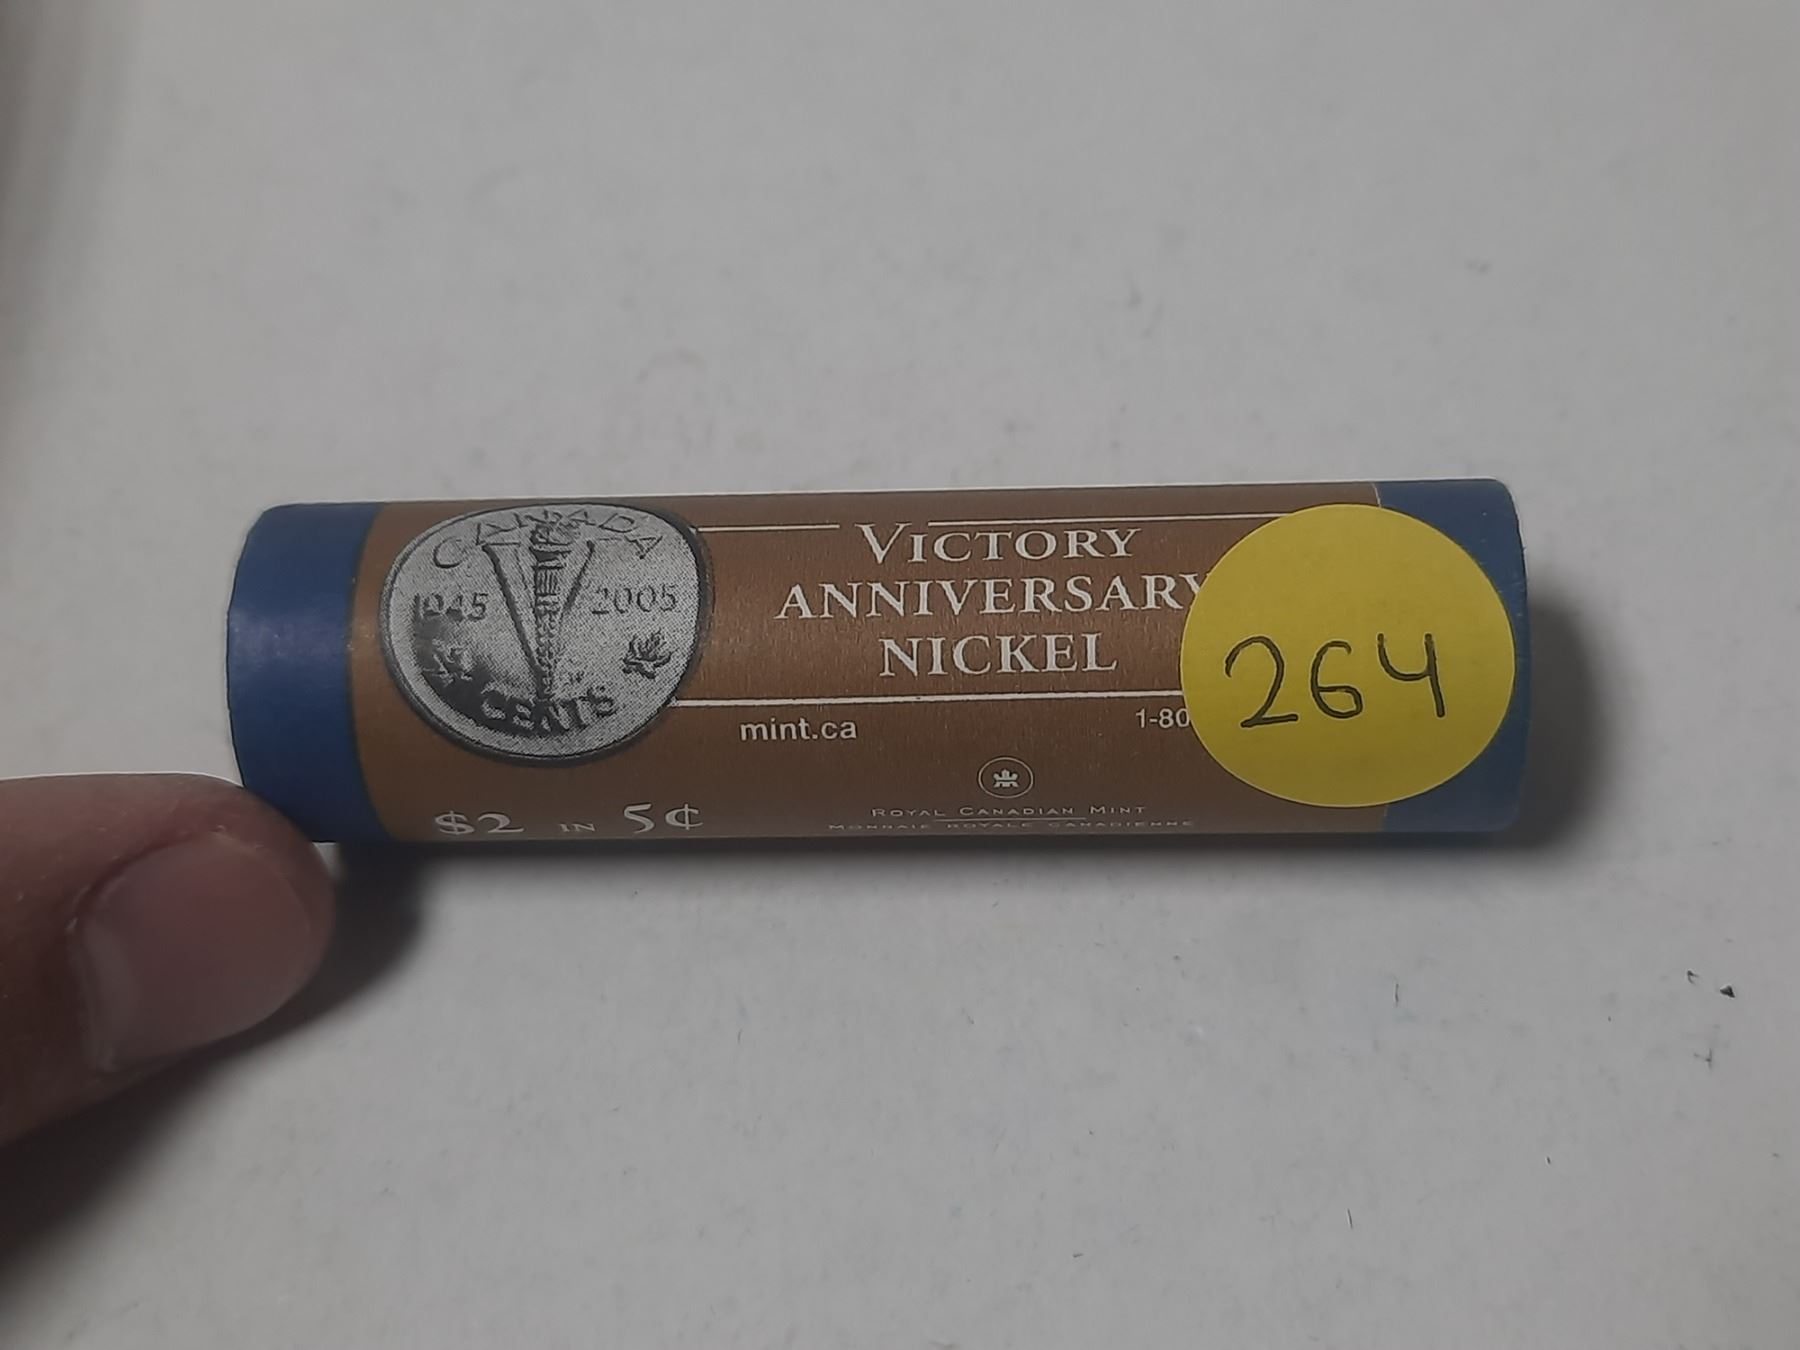 CANADA
1945 2005
CENTS
VICTORY
ANNIVERSARY
NICKEL
mint.ca 1-80
264
$2 IN 5¢
ROYAL CANADIAN MINT
MONNAIE ROYALE CANADIENNE